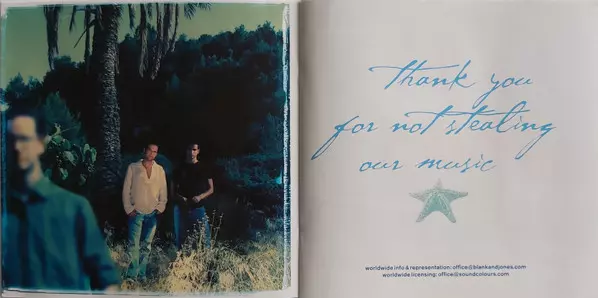 thank you
for not stealing
our music
worldwide info & representation: office@blankandjones.com
worldwide licensing: office@soundcolours.com